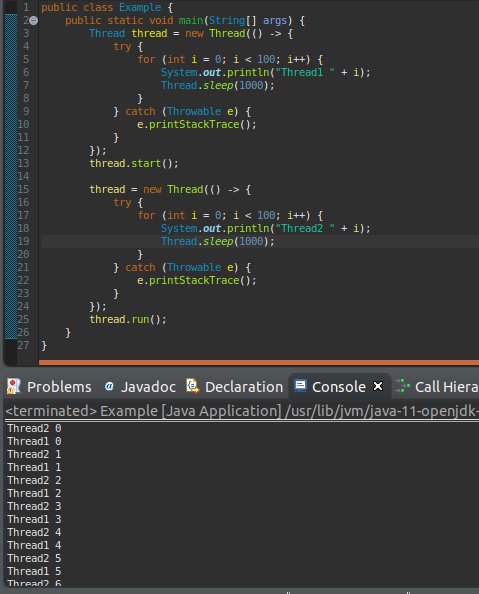 1 public class Example {
2 public static void main(String[] args) {
3 Thread thread = new Thread(() -> {
4 try {
5 for (int i = 0; i < 100; i++) {
6 System.out.println("Thread1 " + i);
7 Thread.sleep(1000);
8 }
9 } catch (Throwable e) {
10 e.printStackTrace();
11 }
12 });
13 thread.start();
14
15 thread = new Thread(() -> {
16 try {
17 for (int i = 0; i < 100; i++) {
18 System.out.println("Thread2 " + i);
19 Thread.sleep(1000);
20 }
21 } catch (Throwable e) {
22 e.printStackTrace();
23 }
24 });
25 thread.run();
26 }
27 }
Problems @ Javadoc Declaration Console Call Hiera
<terminated> Example [Java Application] /usr/lib/jvm/java-11-openjdk-
Thread2 0
Thread1 0
Thread2 1
Thread1 1
Thread2 2
Thread1 2
Thread2 3
Thread1 3
Thread2 4
Thread1 4
Thread2 5
Thread1 5
Thread2 6